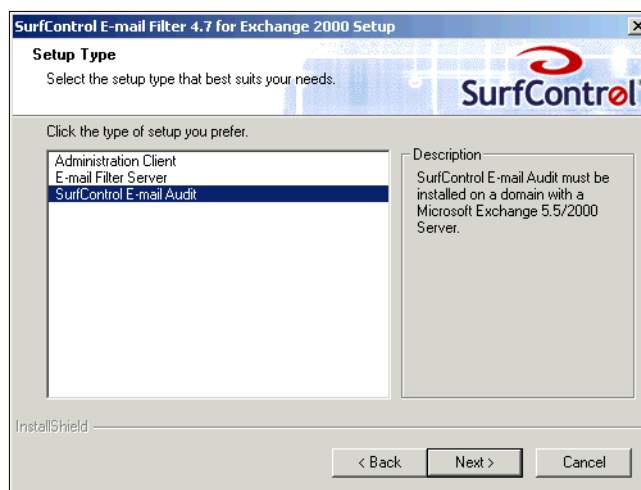 SurfControl E-mail Filter 4.7 for Exchange 2000 Setup
Setup Type
Select the setup type that best suits your needs.
SurfControl
Click the type of setup you prefer.
Administration Client
E-mail Filter Server
SurfControl E-mail Audit
Description
SurfControl E-mail Audit must be
installed on a domain with a
Microsoft Exchange 5.5/2000
Server.
InstallShield
< Back
Next >
Cancel